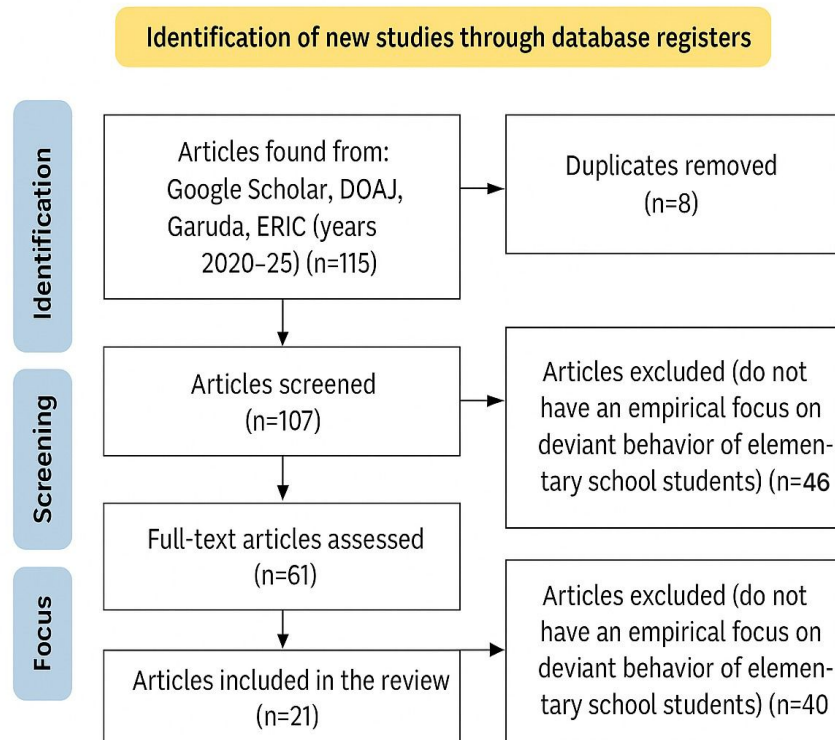 Identification of new studies through database registers
Identification
Articles found from:
Google Scholar, DOAJ,
Garuda, ERIC (years
2020–25) (n=115)
Duplicates removed
(n=8)
Screening
Articles screened
(n=107)
Articles excluded (do not
have an empirical focus on
deviant behavior of elemen-
tary school students) (n=46
Full-text articles assessed
(n=61)
Focus
Articles included in the review
(n=21)
Articles excluded (do not
have an empirical focus on
deviant behavior of elemen-
tary school students) (n=40